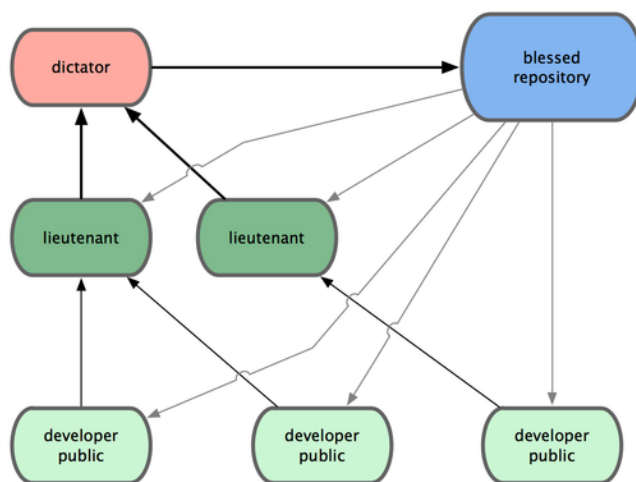 dictator
blessed
repository
lieutenant
lieutenant
developer
public
developer
public
developer
public